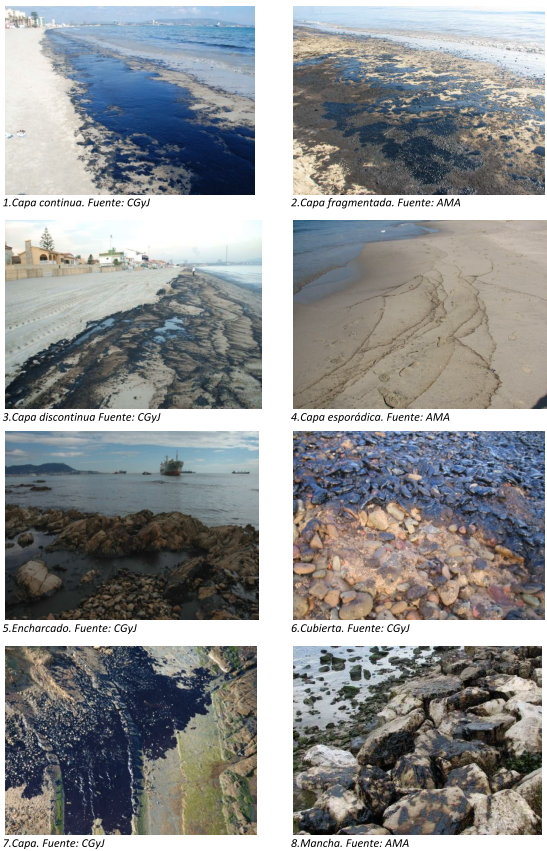 1.Capa continua. Fuente: CGyJ
2.Capa fragmentada. Fuente: AMA
3.Capa discontinua Fuente: CGyJ
4.Capa esporádica. Fuente: AMA
5.Encharcado. Fuente: CGyJ
6.Cubierta. Fuente: CGyJ
7.Capa. Fuente: CGyJ
8.Mancha. Fuente: AMA